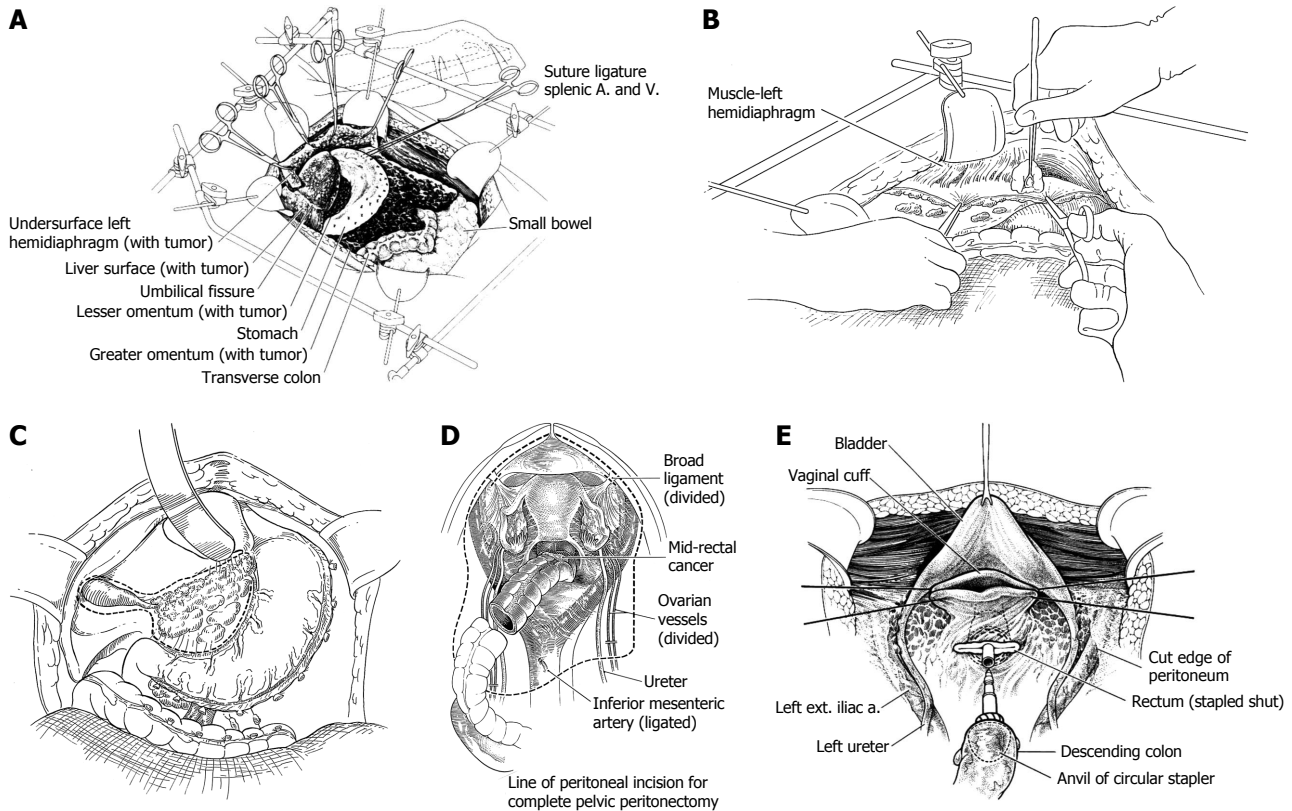 A
Suture ligature
splenic A. and V.
Undersurface left
hemidiaphragm (with tumor)
Liver surface (with tumor)
Umbilical fissure
Lesser omentum (with tumor)
Stomach
Greater omentum (with tumor)
Transverse colon
Small bowel
B
Muscle-left
hemidiaphragm
C
D
Broad
ligament
(divided)
Mid-rectal
cancer
Ovarian
vessels
(divided)
Ureter
Inferior mesenteric
artery (ligated)
Line of peritoneal incision for
complete pelvic peritonectomy
E
Bladder
Vaginal cuff
Cut edge of
peritoneum
Rectum (stapled shut)
Left ext. iliac a.
Left ureter
Descending colon
Anvil of circular stapler